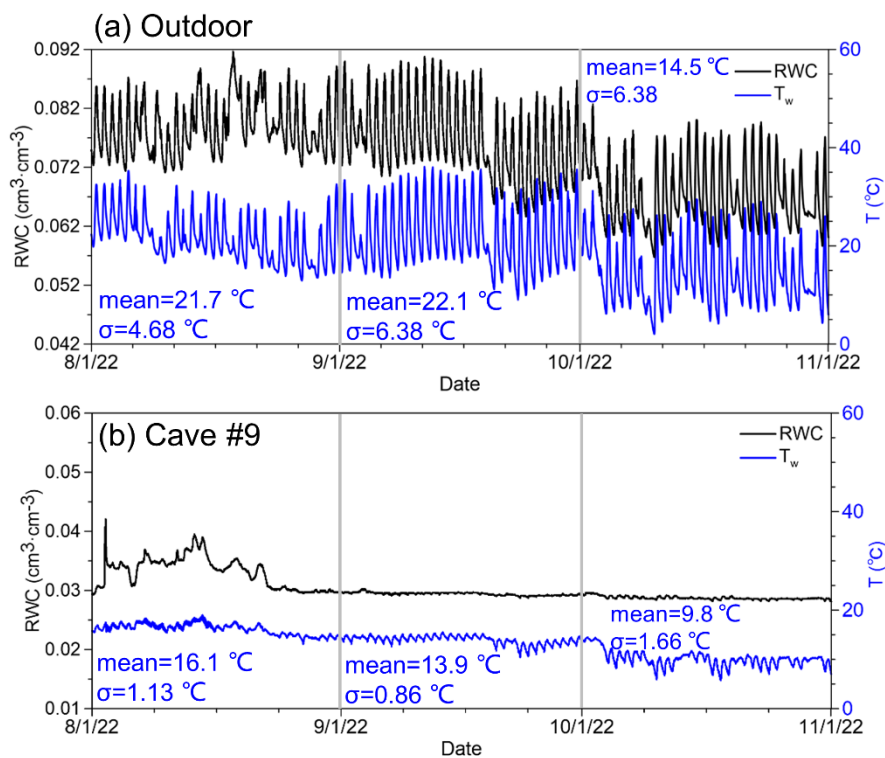 (a) Outdoor
0.092
0.082
0.072
0.062
0.052
0.042
RWC (cm³·cm⁻³)
60
40
20
0
T (℃)
mean=14.5 ℃
σ=6.38
RWC
T_w
mean=21.7 ℃
σ=4.68 ℃
mean=22.1 ℃
σ=6.38 ℃
8/1/22
9/1/22
10/1/22
11/1/22
Date
(b) Cave #9
0.06
0.05
0.04
0.03
0.02
0.01
RWC (cm³·cm⁻³)
60
40
20
0
T (℃)
RWC
T_w
mean=16.1 ℃
σ=1.13 ℃
mean=13.9 ℃
σ=0.86 ℃
mean=9.8 ℃
σ=1.66 ℃
8/1/22
9/1/22
10/1/22
11/1/22
Date